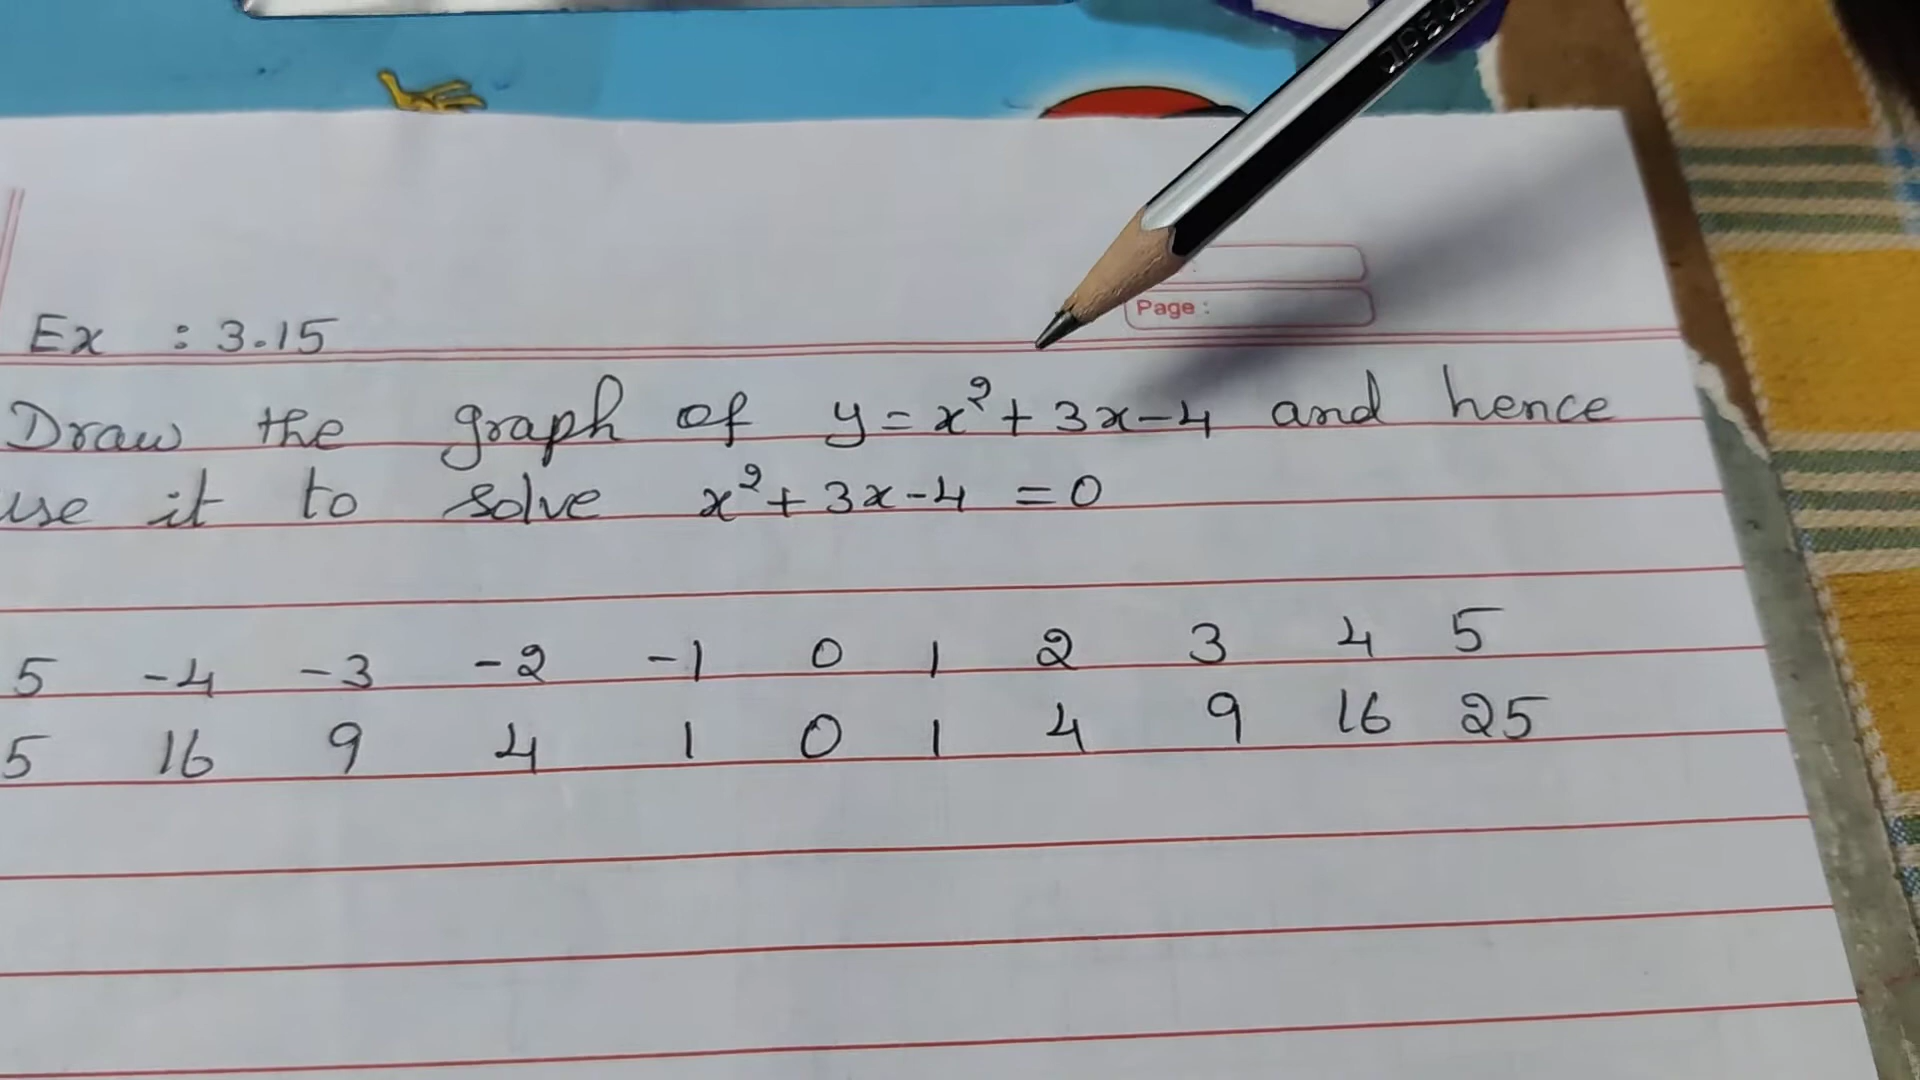 Page :
Ex : 3.15
Draw the graph of y = x² + 3x - 4 and hence
use it to solve x² + 3x - 4 = 0
5 -4 -3 -2 -1 0 1 2 3 4 5
5 16 9 4 1 0 1 4 9 16 25